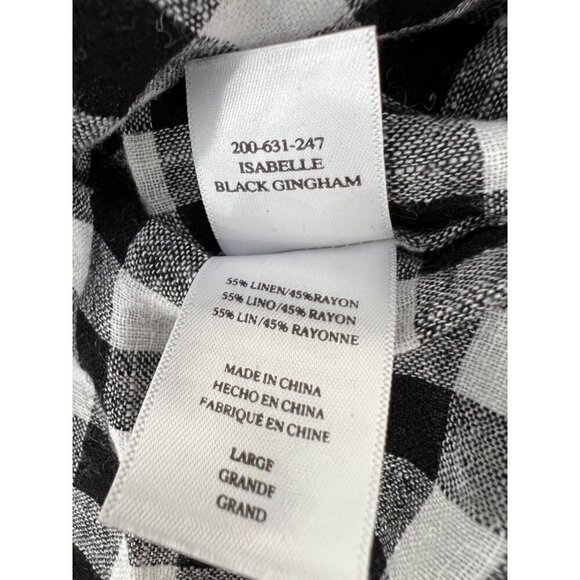 200-631-247
ISABELLE
BLACK GINGHAM
55% LINEN/45%RAYON
55% LINO/45% RAYON
55% LIN/45% RAYONNE
MADE IN CHINA
HECHO EN CHINA
FABRIQUÉ EN CHINE
LARGE
GRANDE
GRAND